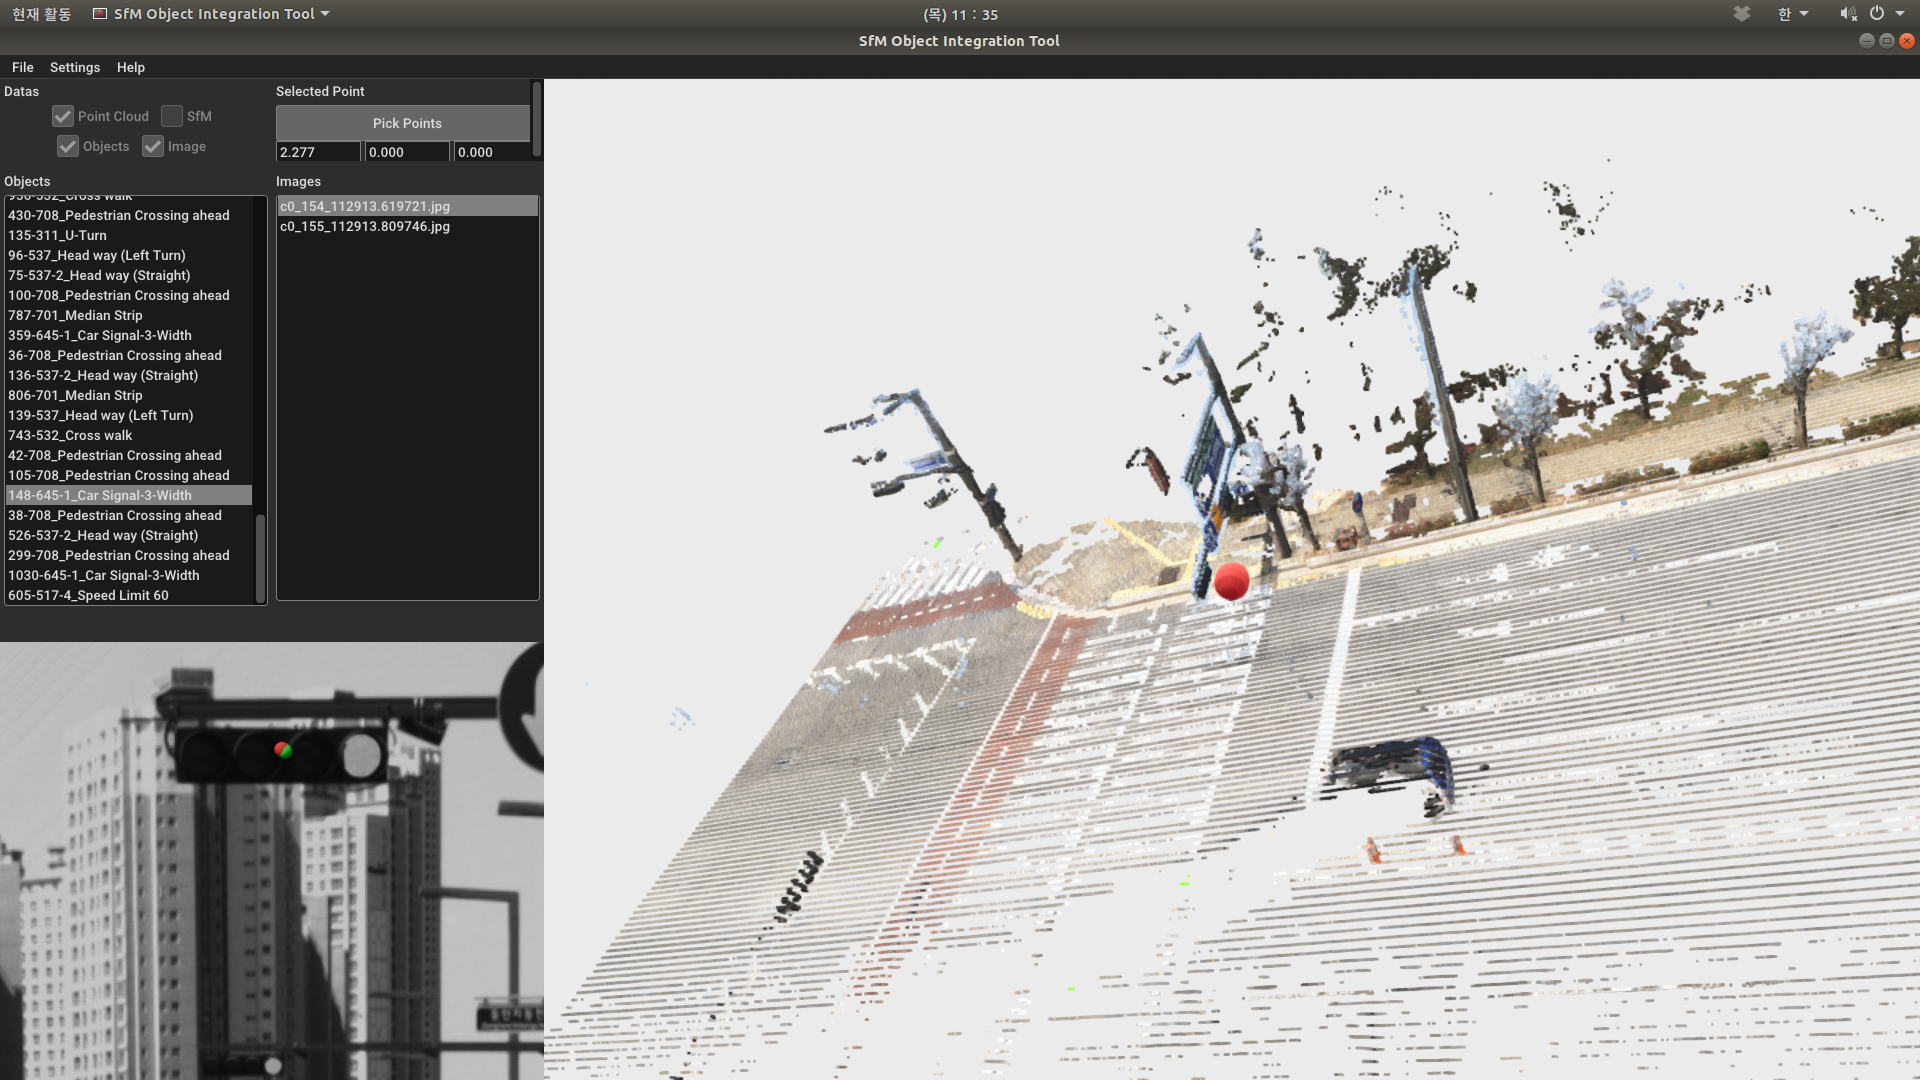 현재 활동
SfM Object Integration Tool
(목) 11 : 35
한
SfM Object Integration Tool
File
Settings
Help
Datas
Point Cloud
SfM
Objects
Image
Selected Point
Pick Points
2.277
0.000
0.000
Objects
430-708_Pedestrian Crossing ahead
135-311_U-Turn
96-537_Head way (Left Turn)
75-537-2_Head way (Straight)
100-708_Pedestrian Crossing ahead
787-701_Median Strip
359-645-1_Car Signal-3-Width
36-708_Pedestrian Crossing ahead
136-537-2_Head way (Straight)
806-701_Median Strip
139-537_Head way (Left Turn)
743-532_Cross walk
42-708_Pedestrian Crossing ahead
105-708_Pedestrian Crossing ahead
148-645-1_Car Signal-3-Width
38-708_Pedestrian Crossing ahead
526-537-2_Head way (Straight)
299-708_Pedestrian Crossing ahead
1030-645-1_Car Signal-3-Width
605-517-4_Speed Limit 60
Images
c0_154_112913.619721.jpg
c0_155_112913.809746.jpg